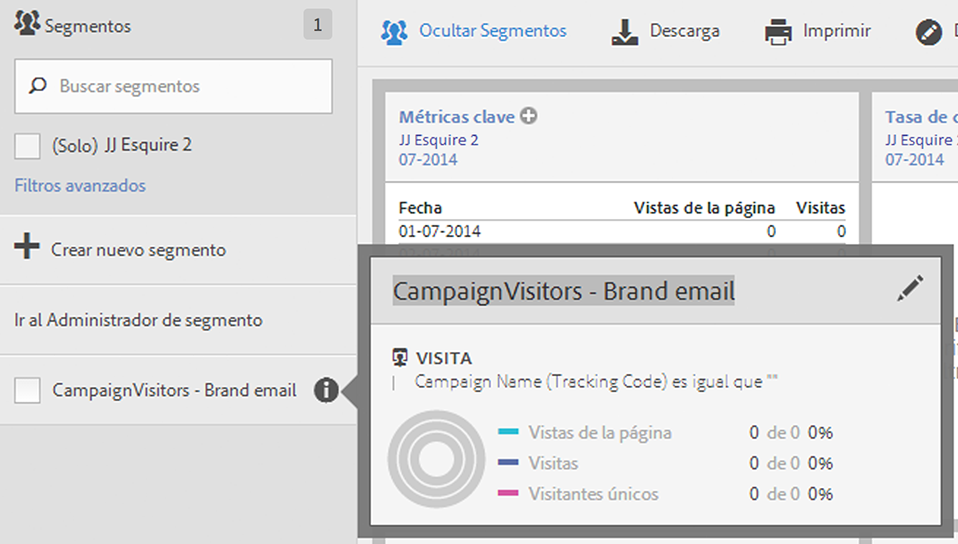 Segmentos 1
Buscar segmentos
(Solo) JJ Esquire 2
Filtros avanzados
Crear nuevo segmento
Ir al Administrador de segmento
CampaignVisitors - Brand email
Ocultar Segmentos Descarga Imprimir
Métricas clave
JJ Esquire 2
07-2014
Fecha Vistas de la página Visitas
01-07-2014 0 0
Tasa de
JJ Esquire
07-2014
CampaignVisitors - Brand email
VISITA
Campaign Name (Tracking Code) es igual que ""
Vistas de la página 0 de 0 0%
Visitas 0 de 0 0%
Visitantes únicos 0 de 0 0%